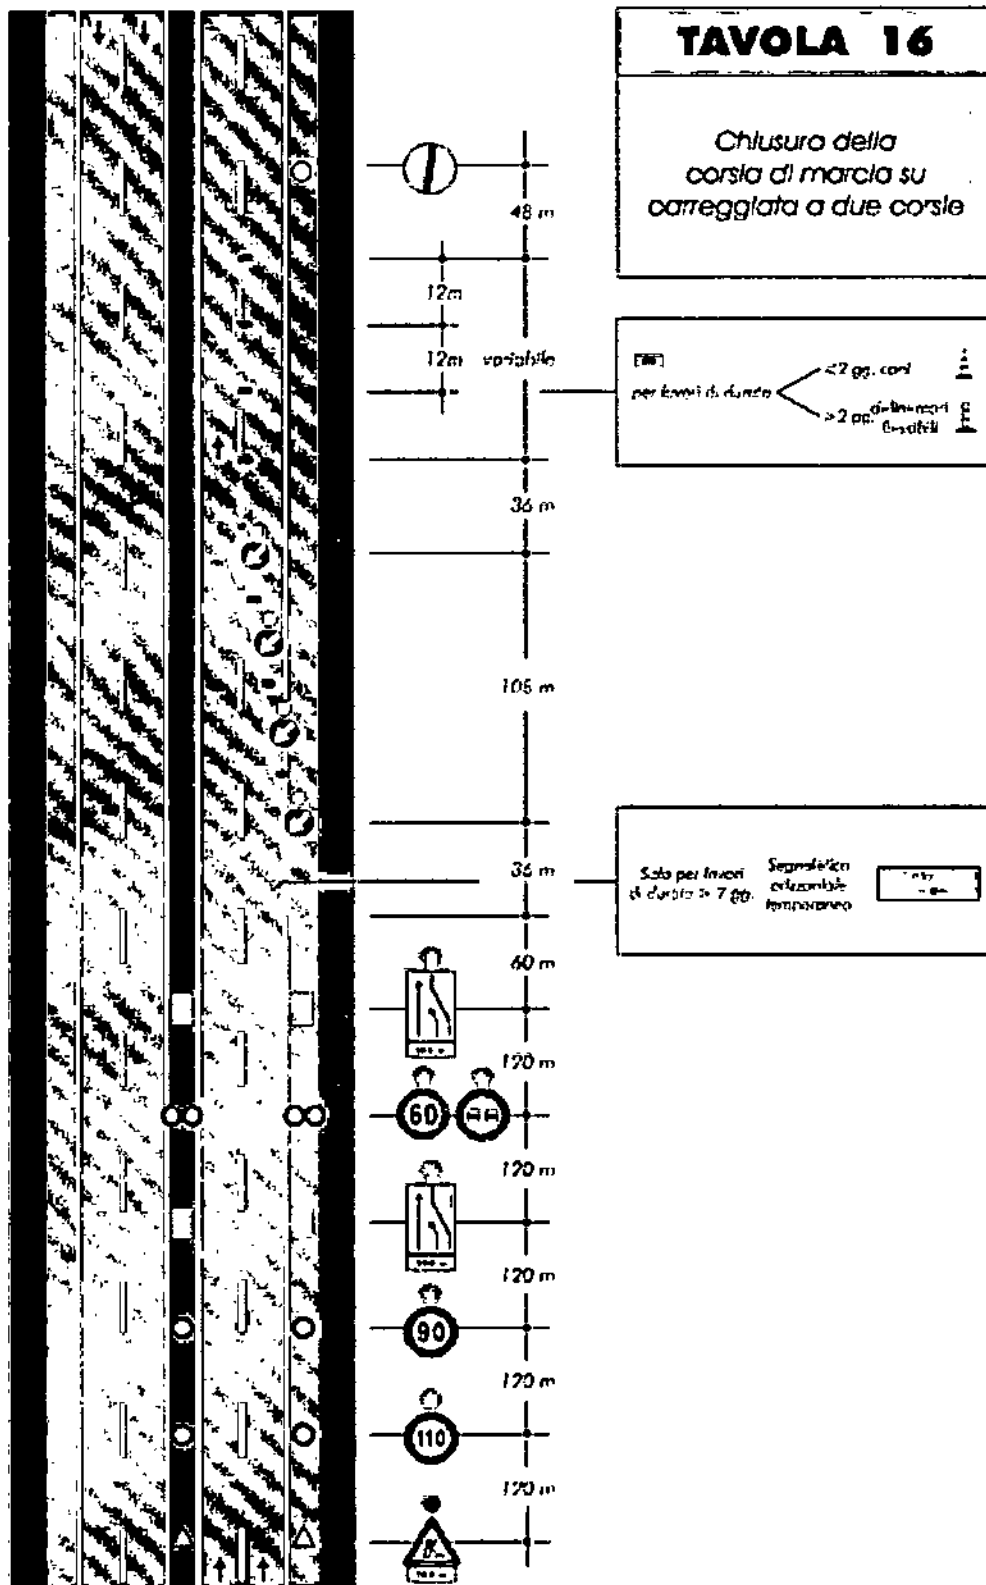 TAVOLA 16
Chiusura della
corsia di marcia su
carreggiata a due corsie
48 m
12m
12m variabile
per lavori di durata
<2 gg. coni
>2 gg. delineatori
flessibili
36 m
108 m
36 m
Solo per lavori
di durata > 7 gg.
Segnaletica
orizzontale
temporanea
60 m
120 m
60
120 m
120 m
90
120 m
110
120 m